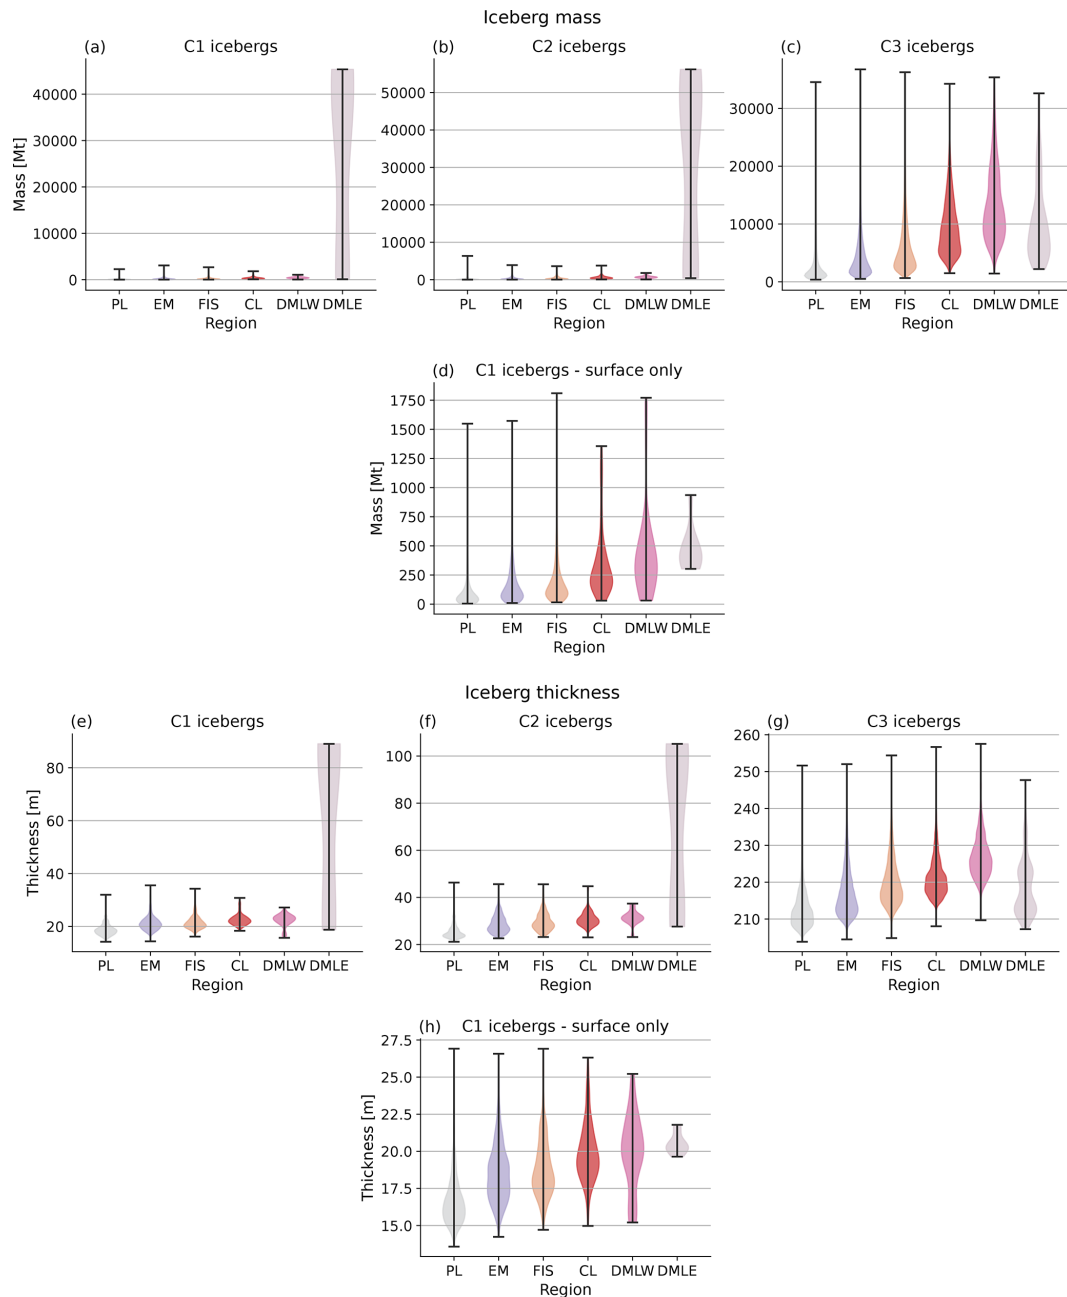 Iceberg mass
(a) C1 icebergs
Mass [Mt]
40000
30000
20000
10000
0
PL EM FIS CL DMLW DMLE
Region
(b) C2 icebergs
50000
40000
30000
20000
10000
0
PL EM FIS CL DMLW DMLE
Region
(c) C3 icebergs
30000
20000
10000
0
PL EM FIS CL DMLW DMLE
Region
(d) C1 icebergs - surface only
Mass [Mt]
1750
1500
1250
1000
750
500
250
0
PL EM FIS CL DMLW DMLE
Region
Iceberg thickness
(e) C1 icebergs
Thickness [m]
80
60
40
20
PL EM FIS CL DMLW DMLE
Region
(f) C2 icebergs
100
80
60
40
20
PL EM FIS CL DMLW DMLE
Region
(g) C3 icebergs
260
250
240
230
220
210
PL EM FIS CL DMLW DMLE
Region
(h) C1 icebergs - surface only
Thickness [m]
27.5
25.0
22.5
20.0
17.5
15.0
PL EM FIS CL DMLW DMLE
Region